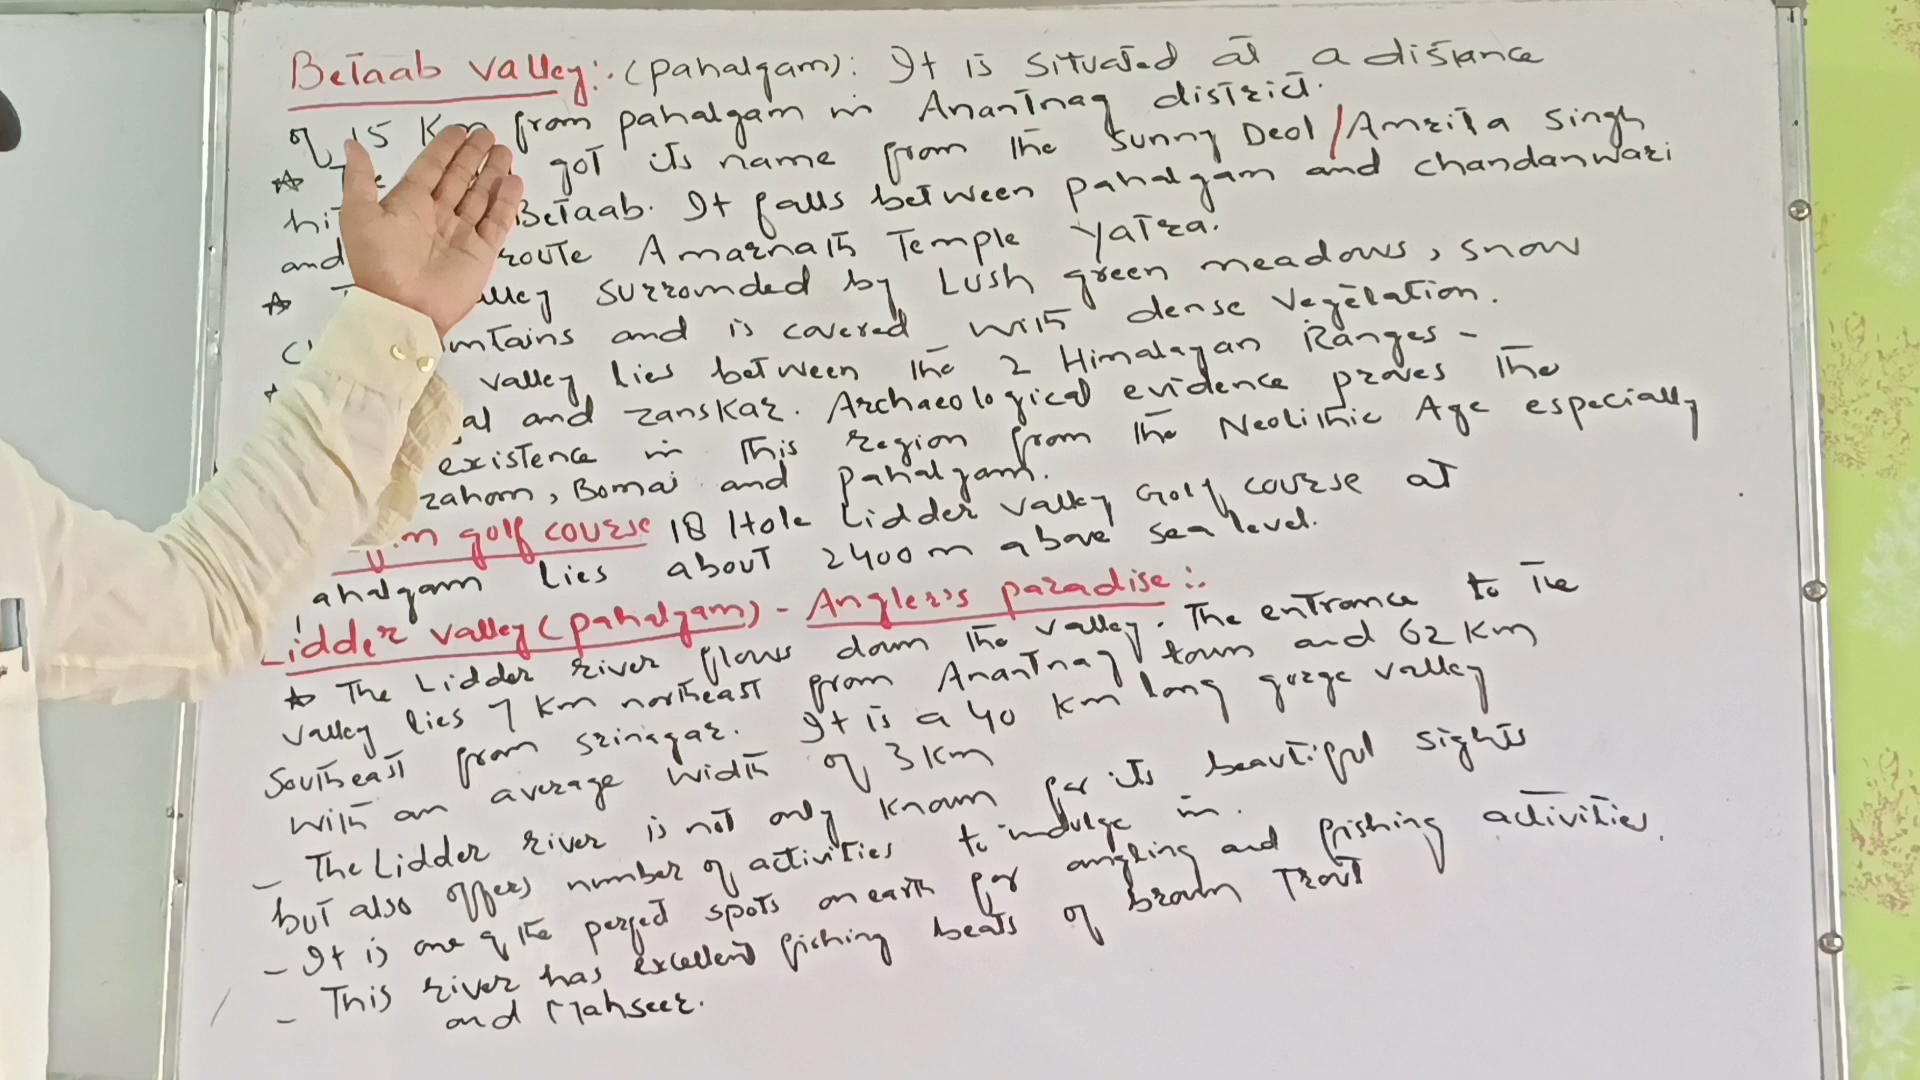 Betaab valley:. (pahalgam): It is situated at a distance
of 15 Km from pahalgam in Anantnag district.
got its name from the Sunny Deol/Amrita Singh
hit Betaab. It falls between pahalgam and chandanwari
and route Amarnath Temple Yatra.
surrounded by Lush green meadows, snow
and is covered with dense vegetation.
valley lies between the 2 Himalayan Ranges -
and zanskar. Archaeological evidence proves the
existence in this region from the Neolithic Age especially
zahom, Bomai and pahalgam.
golf course 18 Hole Lidder valley Golf course at
ahalgam lies about 2400m above sea level.
Lidder valley (pahalgam) - Angler's paradise:.
The Lidder river flows down the valley. The entrance to the
valley lies 7 Km northeast from Anantnag town and 62 Km
Southeast from srinagar. It is a 40 Km long gorge valley
with an average width of 3 Km
- The Lidder river is not only known for its beautiful sights
but also offers number of activities to indulge in.
- It is one of the perfect spots on earth for angling and fishing activities.
- This river has excellent fishing beats of brown Trout
and Mahseer.